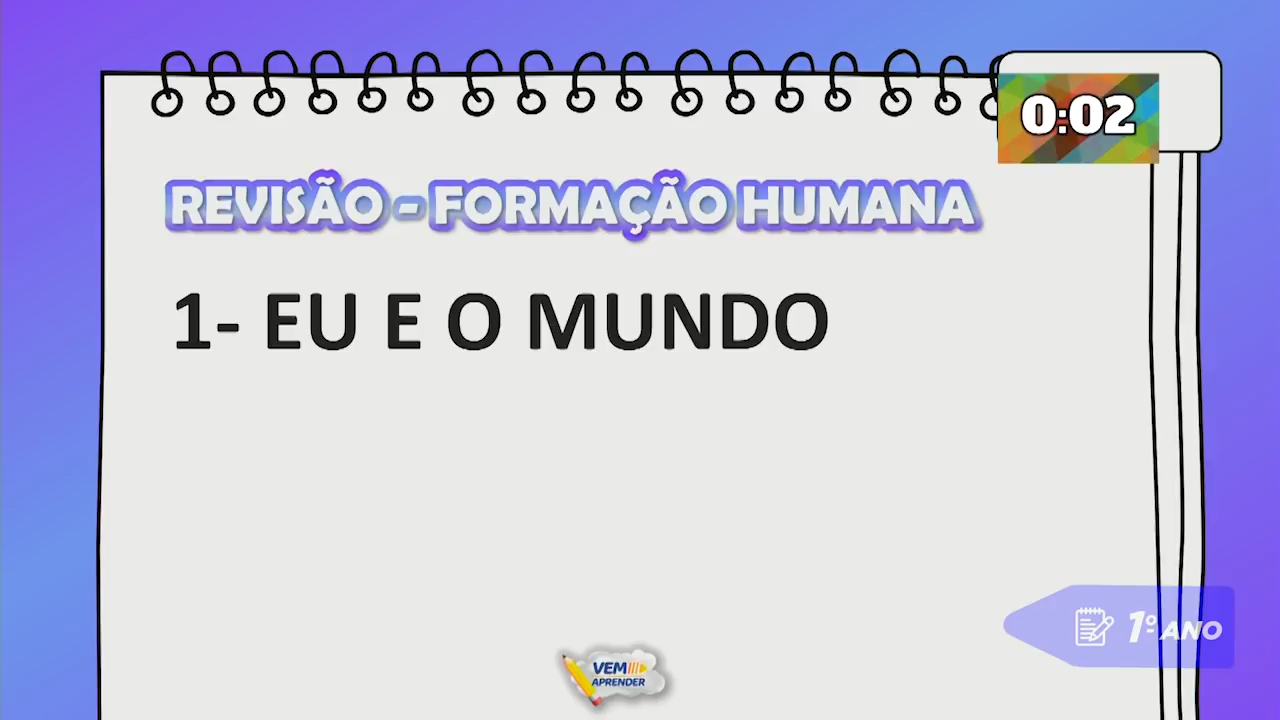 0:02
REVISÃO - FORMAÇÃO HUMANA
1- EU E O MUNDO
1º ANO
VEM
APRENDER